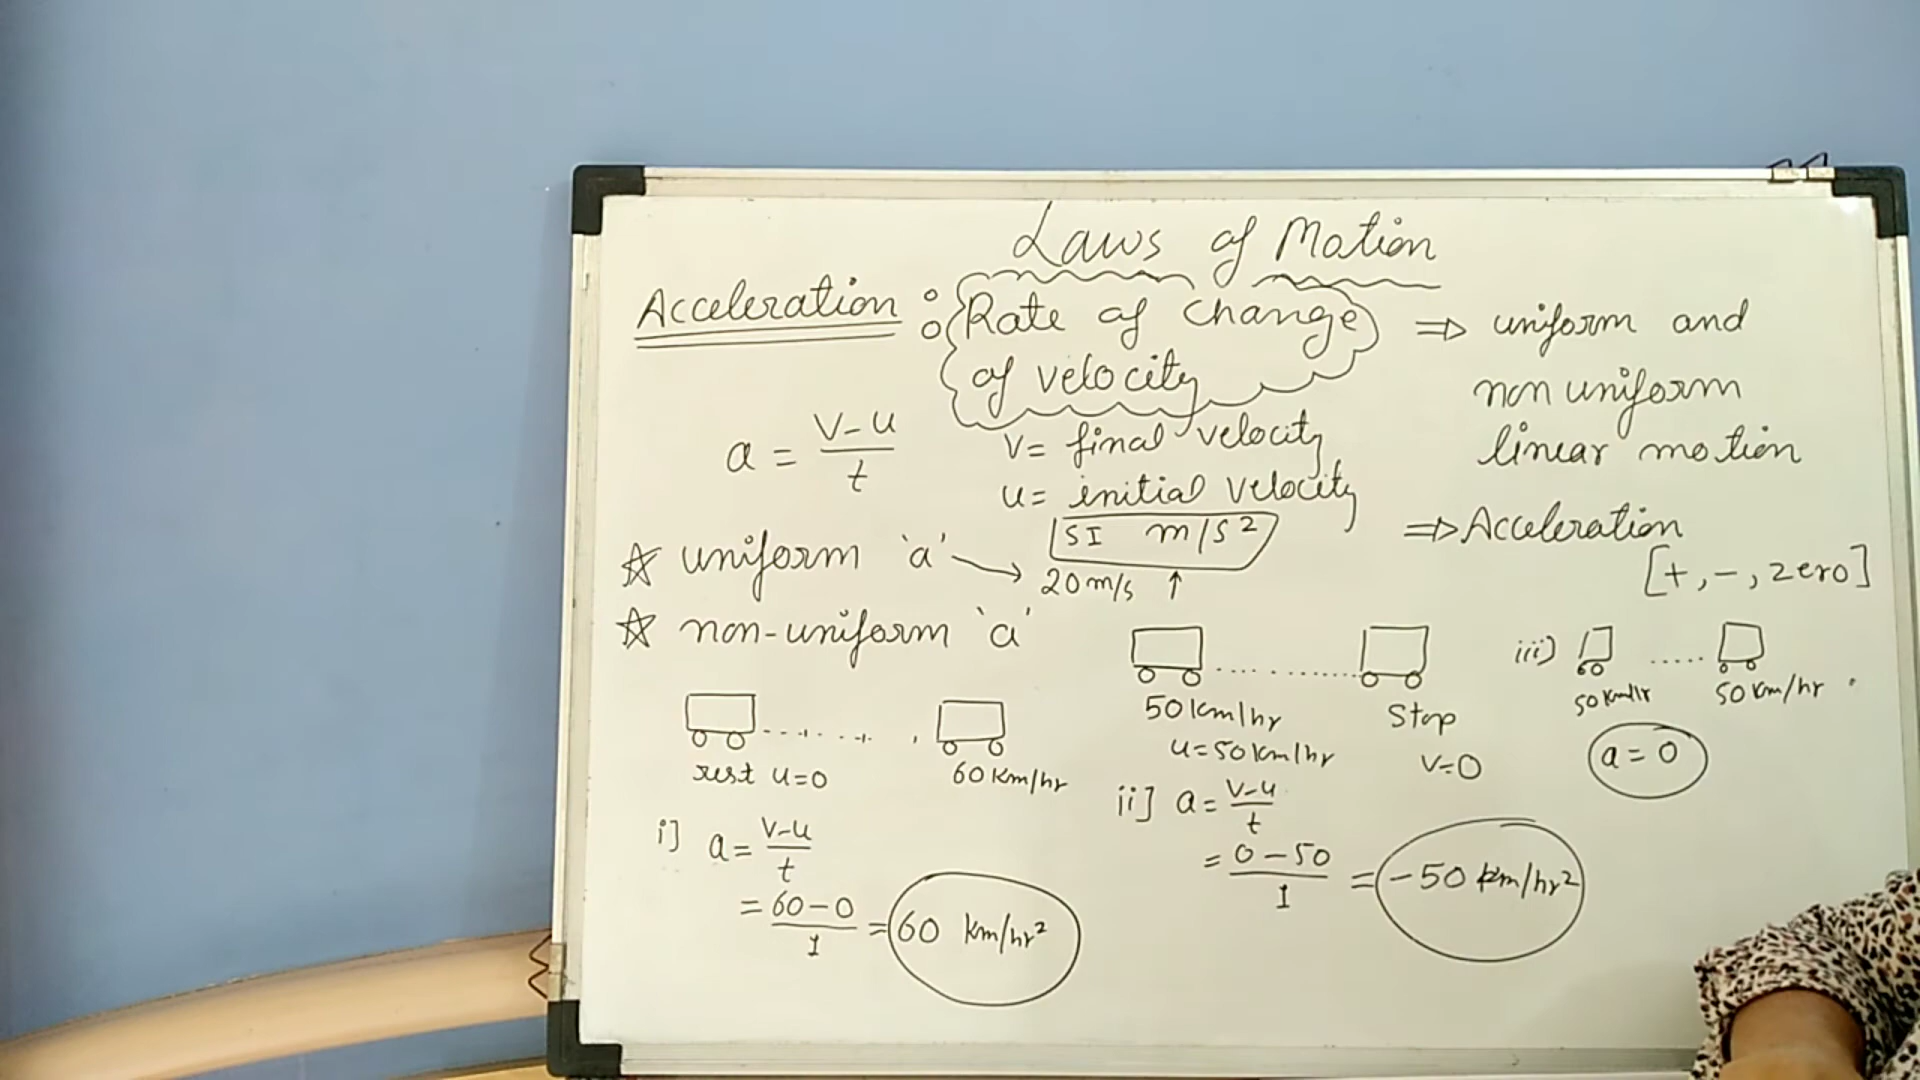 Laws of Motion
Acceleration : Rate of change
of velocity
a = v-u / t
v = final velocity
u = initial velocity
SI m/s²
☆ uniform 'a' → 20 m/s ↑
☆ non-uniform 'a'
⇒ uniform and
non uniform
linear motion
⇒ Acceleration
[+, -, zero]
rest u=0
60 Km/hr
i] a = v-u / t
= 60-0 / 1 = 60 Km/hr²
50 km/hr
u=50 km/hr
Stop
v=0
ii] a = v-u / t
= 0-50 / 1 = -50 km/hr²
iii)
50 Km/hr
50 Km/hr
a = 0